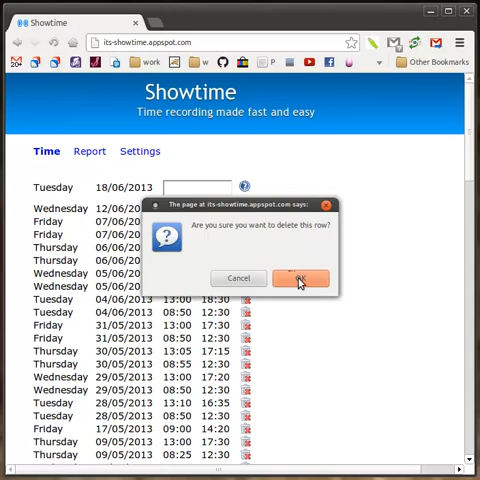 Showtime
its-showtime.appspot.com
20+
work
w
P
Other Bookmarks
Showtime
Time recording made fast and easy
Time Report Settings
Tuesday 18/06/2013
The page at its-showtime.appspot.com says:
Are you sure you want to delete this row?
Cancel
Wednesday 12/06/20
Friday 07/06/20
Friday 07/06/20
Thursday 06/06/20
Thursday 06/06/20
Wednesday 05/06/20
Wednesday 05/06/20
Tuesday 04/06/2013 13:00 18:30
Tuesday 04/06/2013 08:50 12:30
Friday 31/05/2013 13:00 17:30
Friday 31/05/2013 08:50 12:30
Thursday 30/05/2013 13:05 17:15
Thursday 30/05/2013 08:55 12:30
Wednesday 29/05/2013 13:00 17:20
Wednesday 29/05/2013 08:50 12:30
Tuesday 28/05/2013 13:10 16:35
Tuesday 28/05/2013 08:50 12:30
Friday 17/05/2013 09:00 14:20
Thursday 09/05/2013 13:00 17:30
Thursday 09/05/2013 08:25 12:30